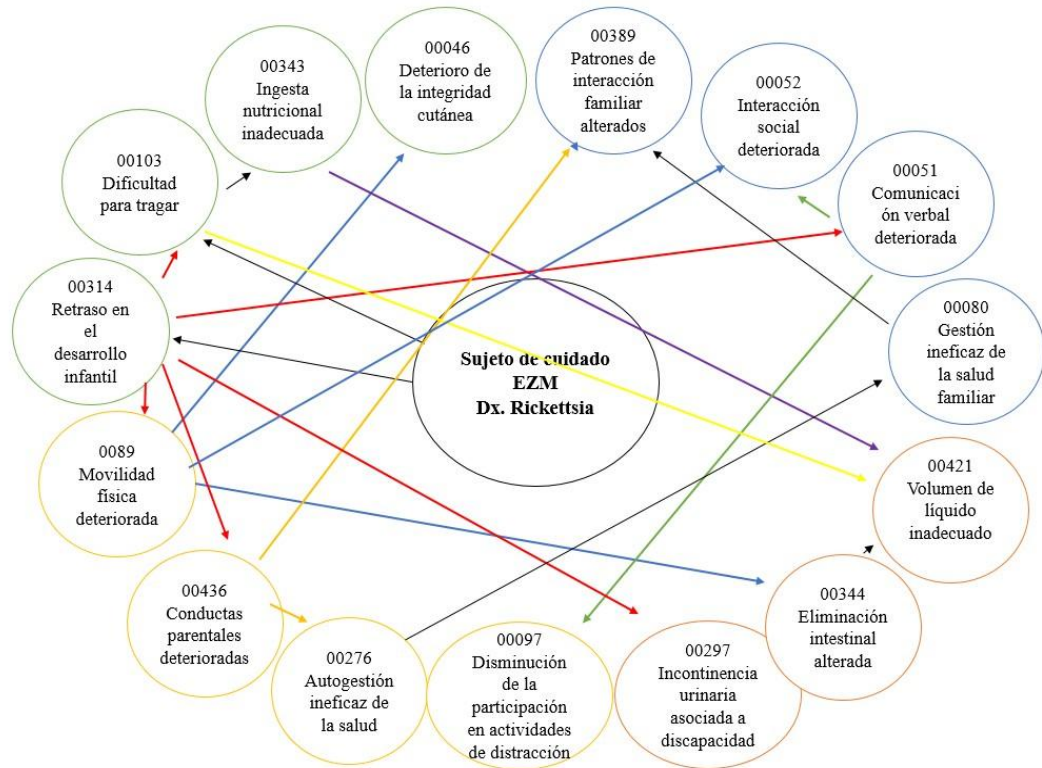 00343
Ingesta
nutricional
inadecuada
00046
Deterioro de
la integridad
cutánea
00389
Patrones de
interacción
familiar
alterados
00052
Interacción
social
deteriorada
00103
Dificultad
para tragar
00051
Comunicaci
ón verbal
deteriorada
00314
Retraso en
el
desarrollo
infantil
Sujeto de cuidado
EZM
Dx. Rickettsia
00080
Gestión
ineficaz de
la salud
familiar
0089
Movilidad
física
deteriorada
00421
Volumen de
líquido
inadecuado
00436
Conductas
parentales
deterioradas
00276
Autogestión
ineficaz de
la salud
00097
Disminución
de la
participación
en actividades
de distracción
00297
Incontinencia
urinaria
asociada a
discapacidad
00344
Eliminación
intestinal
alterada